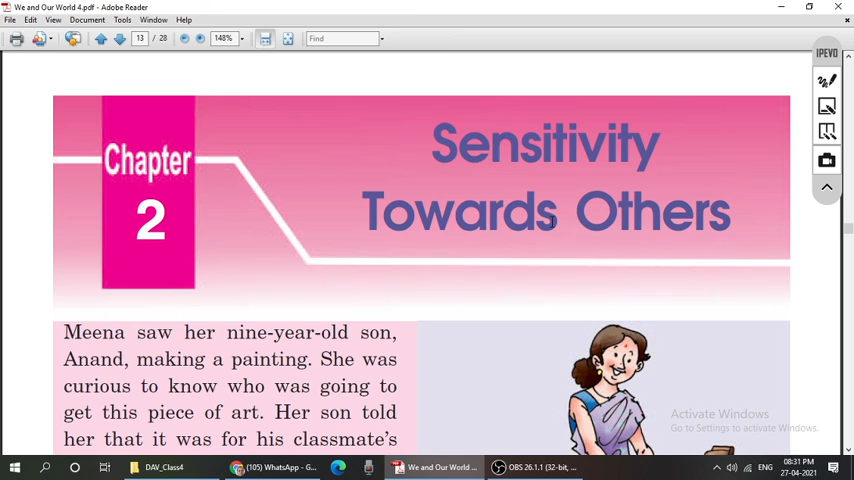 We and Our World 4.pdf - Adobe Reader
File Edit View Document Tools Window Help
13 / 28 148% Find
IPEVO
Chapter
2
Sensitivity
Towards Others
Meena saw her nine-year-old son,
Anand, making a painting. She was
curious to know who was going to
get this piece of art. Her son told
her that it was for his classmate's
Activate Windows
Go to Settings to activate Windows.
DAV_Class4
(105) WhatsApp - G...
We and Our World ...
OBS 26.1.1 (32-bit, ...
ENG
08:31 PM
27-04-2021